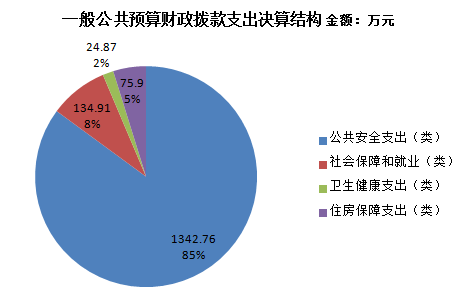 一般公共预算财政拨款支出决算结构 金额：万元
24.87
2%
75.9
5%
134.91
8%
公共安全支出（类）
社会保障和就业（类）
卫生健康支出（类）
住房保障支出（类）
1342.76
85%